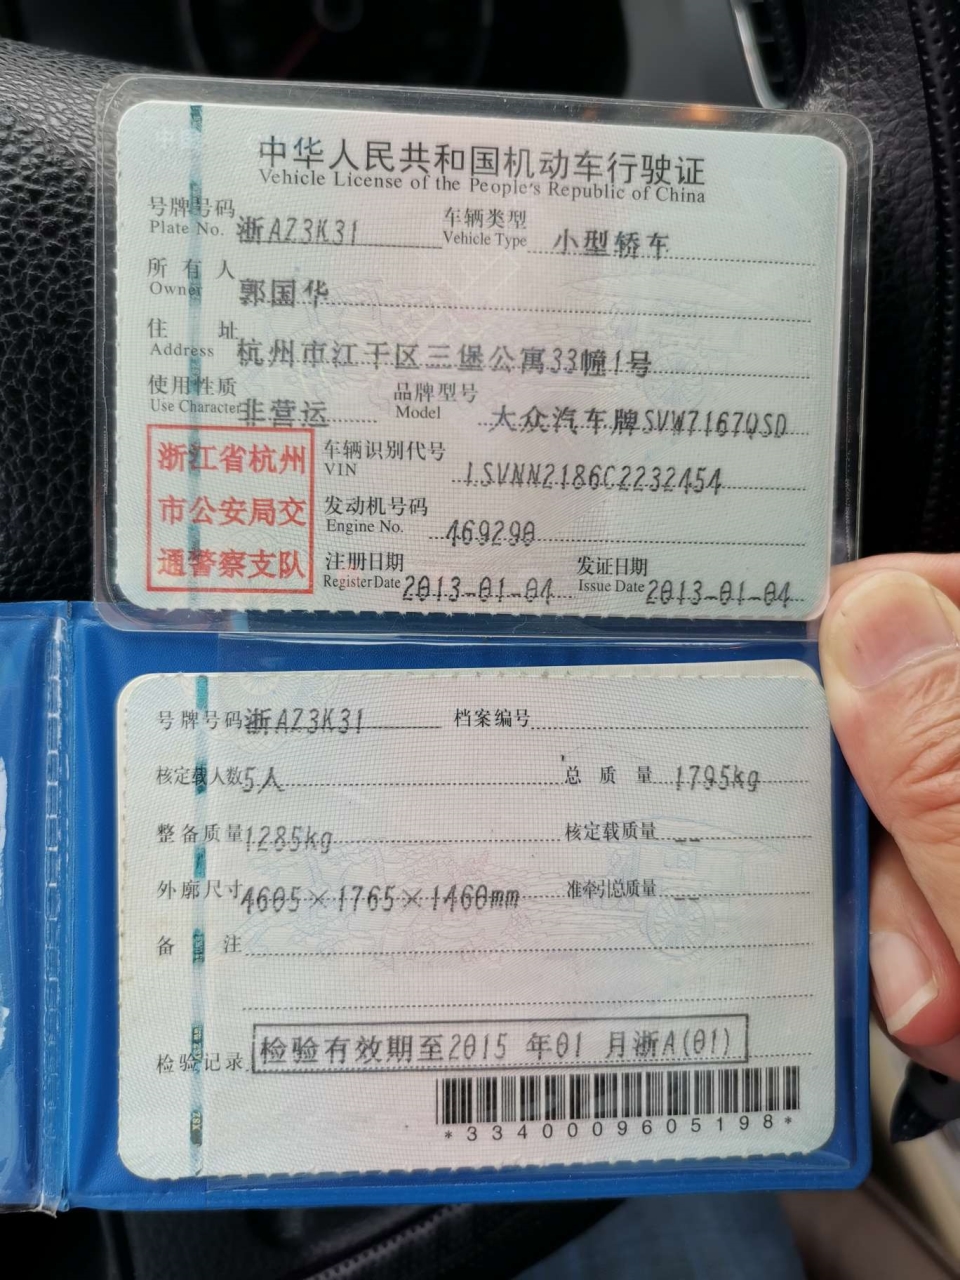 中华人民共和国机动车行驶证
Vehicle License of the People's Republic of China
号牌号码 浙AZ3K31 车辆类型 小型轿车
Plate No. Vehicle Type
所有人 郭国华
Owner
住址 杭州市江干区三堡公寓33幢1号
Address
使用性质 非营运 品牌型号 大众汽车牌SVW7167QSD
Use Character Model
浙江省杭州
市公安局交
通警察支队
车辆识别代号 LSVNN2186C2232454
VIN
发动机号码 469290
Engine No.
注册日期 2013-01-04 发证日期 2013-01-04
Register Date Issue Date
号牌号码 浙AZ3K31 档案编号
核定载人数 5人 总质量 1795kg
整备质量 1285kg 核定载质量 --
外廓尺寸 4605×1765×1460mm 准牵引总质量 --
备注
检验记录 检验有效期至2015 年01 月浙A(01)
*3340009605198*